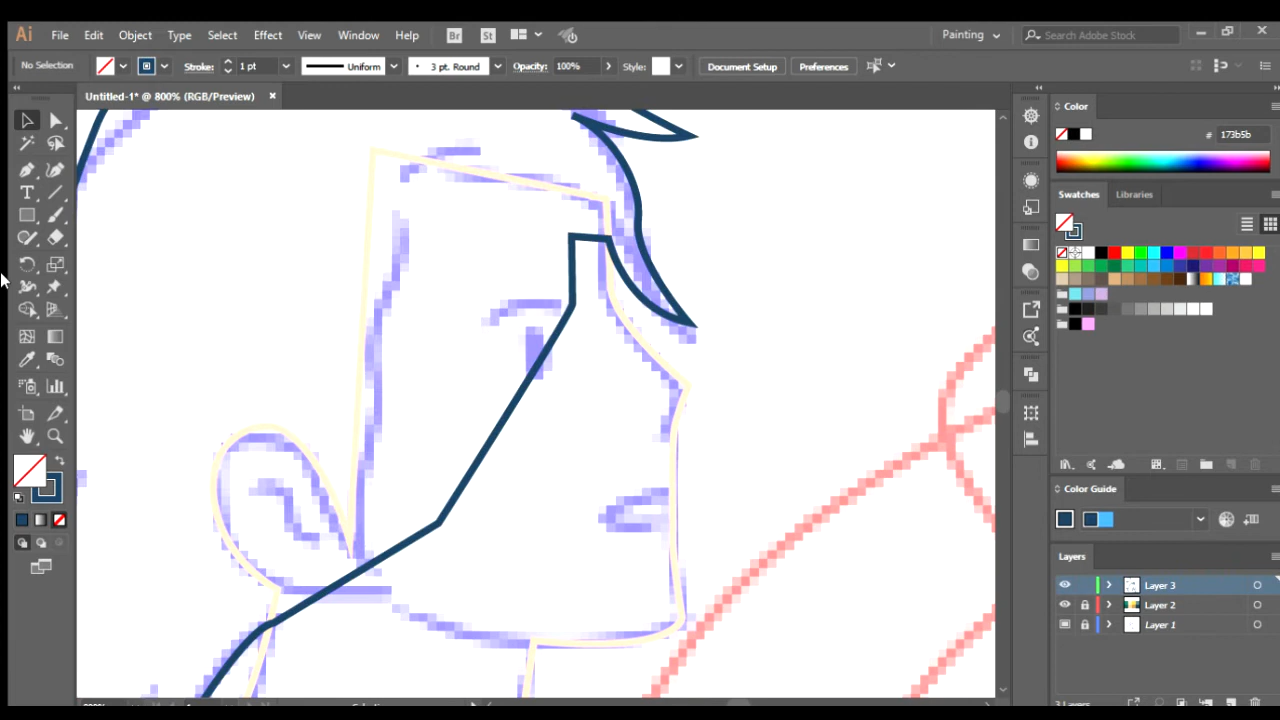 Ai File Edit Object Type Select Effect View Window Help Br St Painting Search Adobe Stock
No Selection Stroke: 1 pt Uniform 3 pt. Round Opacity: 100% Style: Document Setup Preferences
Untitled-1* @ 800% (RGB/Preview)
Color
# 173b5b
Swatches Libraries
Color Guide
Layers
Layer 3
Layer 2
Layer 1